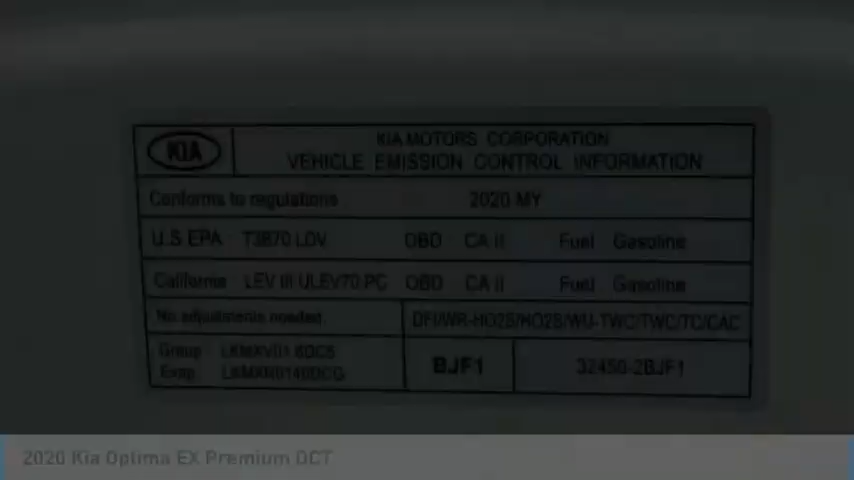 KIA
KIA MOTORS CORPORATION
VEHICLE EMISSION CONTROL INFORMATION
Conforms to regulations 2020 MY
U.S EPA T3B70 LDV OBD CA II Fuel Gasoline
California LEV III ULEV70 PC OBD CA II Fuel Gasoline
No adjustments needed DFI/WR-HO2S/HO2S/WU-TWC/TWC/TC/CAC
Group
Evap
BJF1 32450-2BJF1
2020 Kia Optima EX Premium DCT